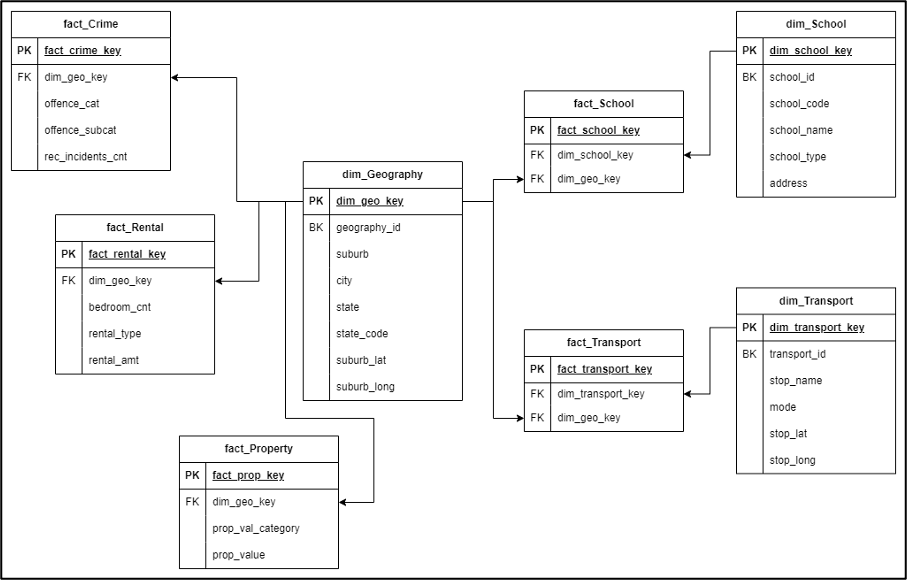 fact_Crime
PK fact_crime_key
FK dim_geo_key
offence_cat
offence_subcat
rec_incidents_cnt
dim_School
PK dim_school_key
BK school_id
school_code
school_name
school_type
address
fact_School
PK fact_school_key
FK dim_school_key
FK dim_geo_key
dim_Geography
PK dim_geo_key
BK geography_id
suburb
city
state
state_code
suburb_lat
suburb_long
fact_Rental
PK fact_rental_key
FK dim_geo_key
bedroom_cnt
rental_type
rental_amt
dim_Transport
PK dim_transport_key
BK transport_id
stop_name
mode
stop_lat
stop_long
fact_Transport
PK fact_transport_key
FK dim_transport_key
FK dim_geo_key
fact_Property
PK fact_prop_key
FK dim_geo_key
prop_val_category
prop_value